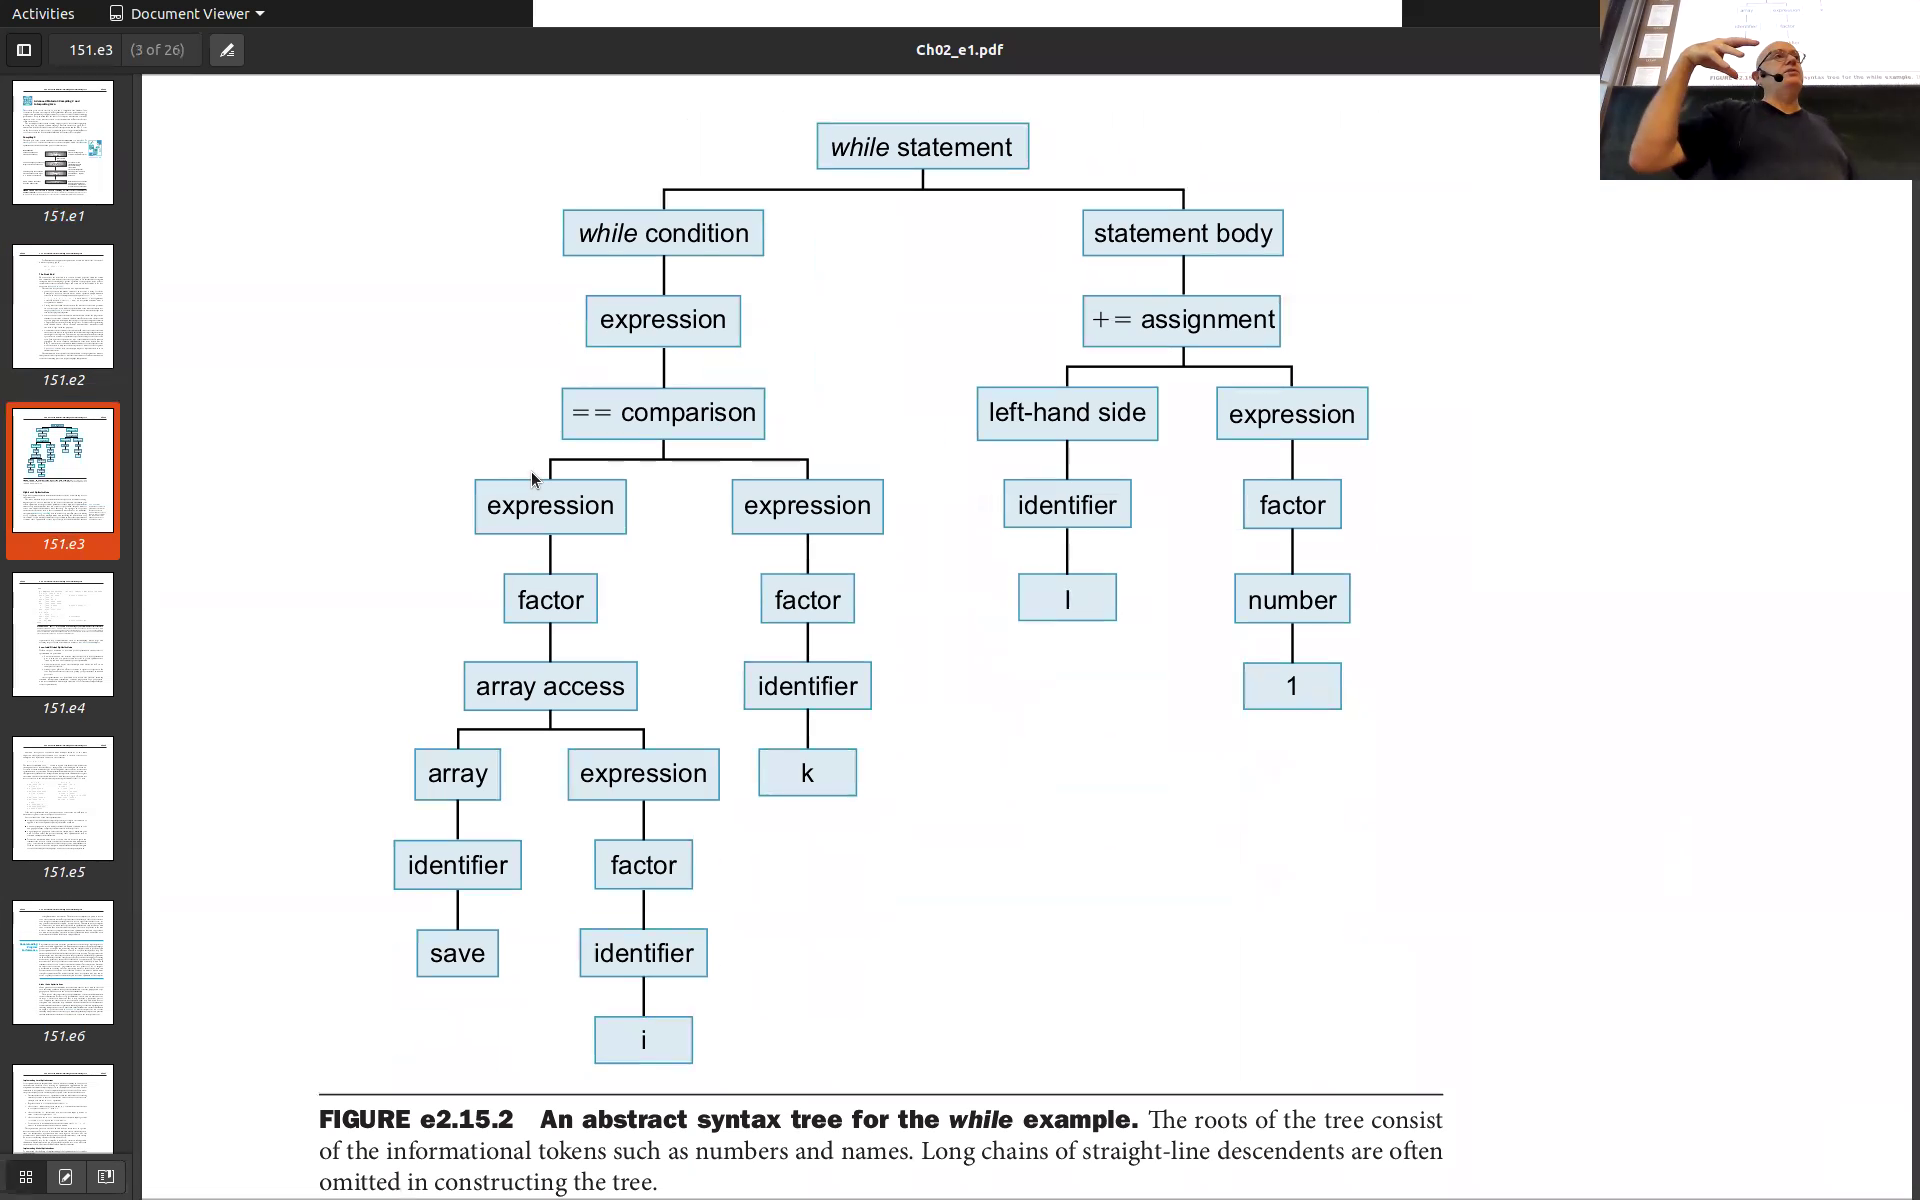 Activities
Document Viewer
151.e3
(3 of 26)
Ch02_e1.pdf
151.e1
151.e2
151.e3
151.e4
151.e5
151.e6
while statement
while condition
statement body
expression
+= assignment
== comparison
left-hand side
expression
expression
expression
identifier
factor
factor
factor
I
number
array access
identifier
1
array
expression
k
identifier
factor
save
identifier
i
FIGURE e2.15.2 An abstract syntax tree for the while example. The roots of the tree consist
of the informational tokens such as numbers and names. Long chains of straight-line descendents are often
omitted in constructing the tree.